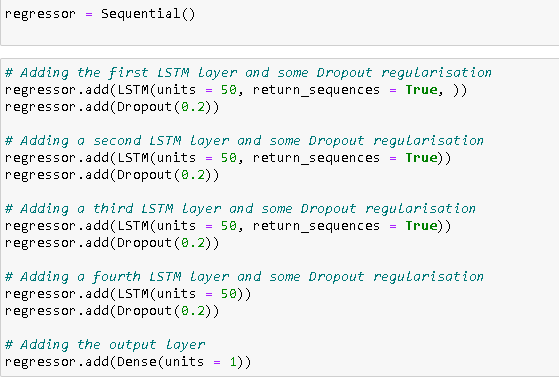 regressor = Sequential()
# Adding the first LSTM layer and some Dropout regularisation
regressor.add(LSTM(units = 50, return_sequences = True, ))
regressor.add(Dropout(0.2))
# Adding a second LSTM layer and some Dropout regularisation
regressor.add(LSTM(units = 50, return_sequences = True))
regressor.add(Dropout(0.2))
# Adding a third LSTM layer and some Dropout regularisation
regressor.add(LSTM(units = 50, return_sequences = True))
regressor.add(Dropout(0.2))
# Adding a fourth LSTM layer and some Dropout regularisation
regressor.add(LSTM(units = 50))
regressor.add(Dropout(0.2))
# Adding the output layer
regressor.add(Dense(units = 1))